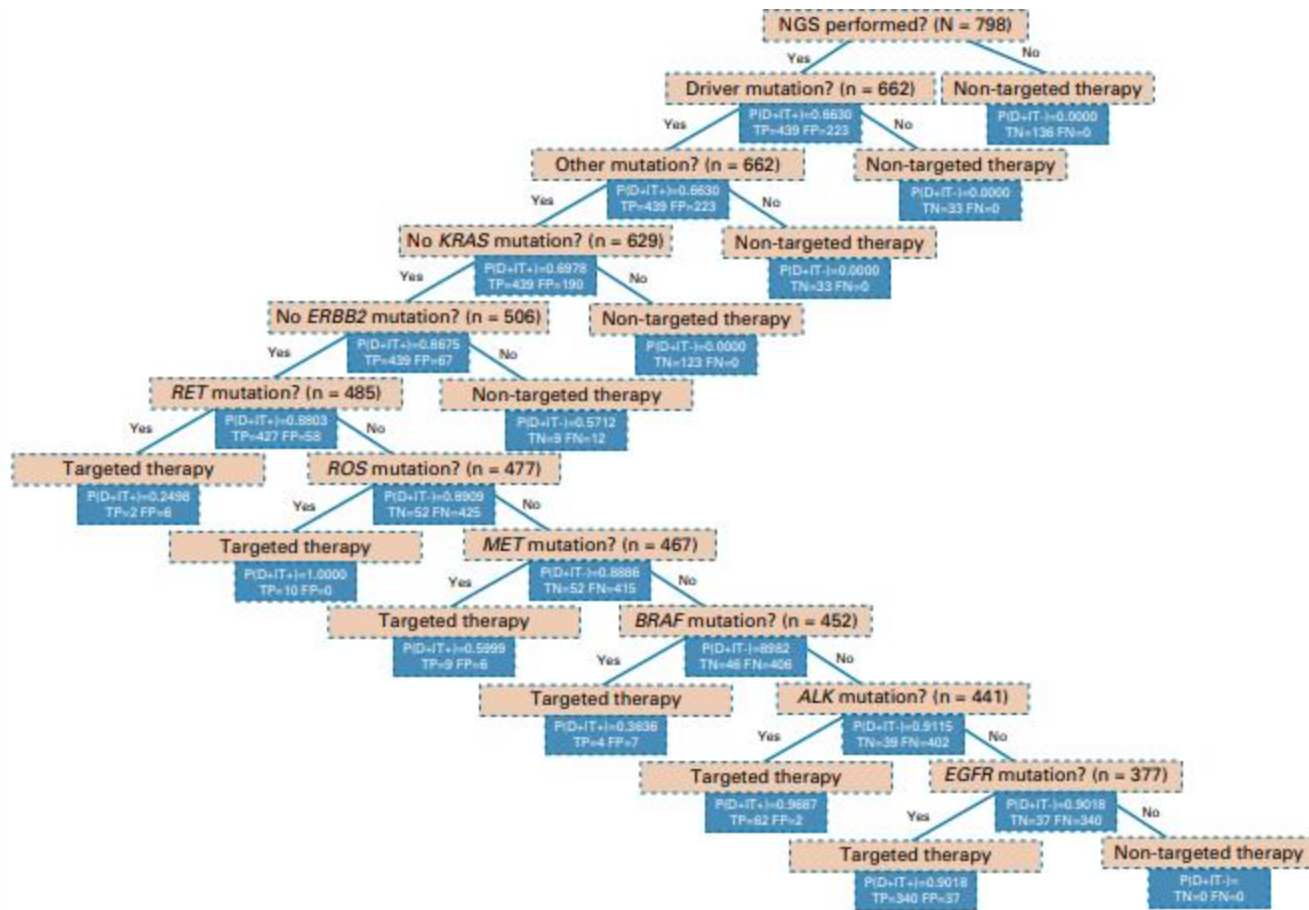 NGS performed? (N = 798)
Yes
No
Driver mutation? (n = 662)
Non-targeted therapy
P(D+IT+)=0.6630
TP=439 FP=223
P(D+IT-)=0.0000
TN=136 FN=0
Yes
No
Other mutation? (n = 662)
Non-targeted therapy
P(D+IT+)=0.6630
TP=439 FP=223
P(D+IT-)=0.0000
TN=33 FN=0
Yes
No
No KRAS mutation? (n = 629)
Non-targeted therapy
P(D+IT+)=0.6978
TP=439 FP=190
P(D+IT-)=0.0000
TN=33 FN=0
Yes
No
No ERBB2 mutation? (n = 506)
Non-targeted therapy
P(D+IT+)=0.8675
TP=439 FP=67
P(D+IT-)=0.0000
TN=123 FN=0
Yes
No
RET mutation? (n = 485)
Non-targeted therapy
P(D+IT+)=0.8803
TP=427 FP=58
P(D+IT-)=0.5712
TN=9 FN=12
Yes
No
Targeted therapy
ROS mutation? (n = 477)
P(D+IT+)=0.2498
TP=2 FP=6
P(D+IT-)=0.8909
TN=52 FN=425
Yes
No
Targeted therapy
MET mutation? (n = 467)
P(D+IT+)=1.0000
TP=10 FP=0
P(D+IT-)=0.8886
TN=52 FN=415
Yes
No
Targeted therapy
BRAF mutation? (n = 452)
P(D+IT+)=0.5999
TP=9 FP=6
P(D+IT-)=8982
TN=46 FN=406
Yes
No
Targeted therapy
ALK mutation? (n = 441)
P(D+IT+)=0.3636
TP=4 FP=7
P(D+IT-)=0.9115
TN=39 FN=402
Yes
No
Targeted therapy
EGFR mutation? (n = 377)
P(D+IT+)=0.9687
TP=62 FP=2
P(D+IT-)=0.9018
TN=37 FN=340
Yes
No
Targeted therapy
Non-targeted therapy
P(D+IT+)=0.9018
TP=340 FP=37
P(D+IT-)=
TN=0 FN=0